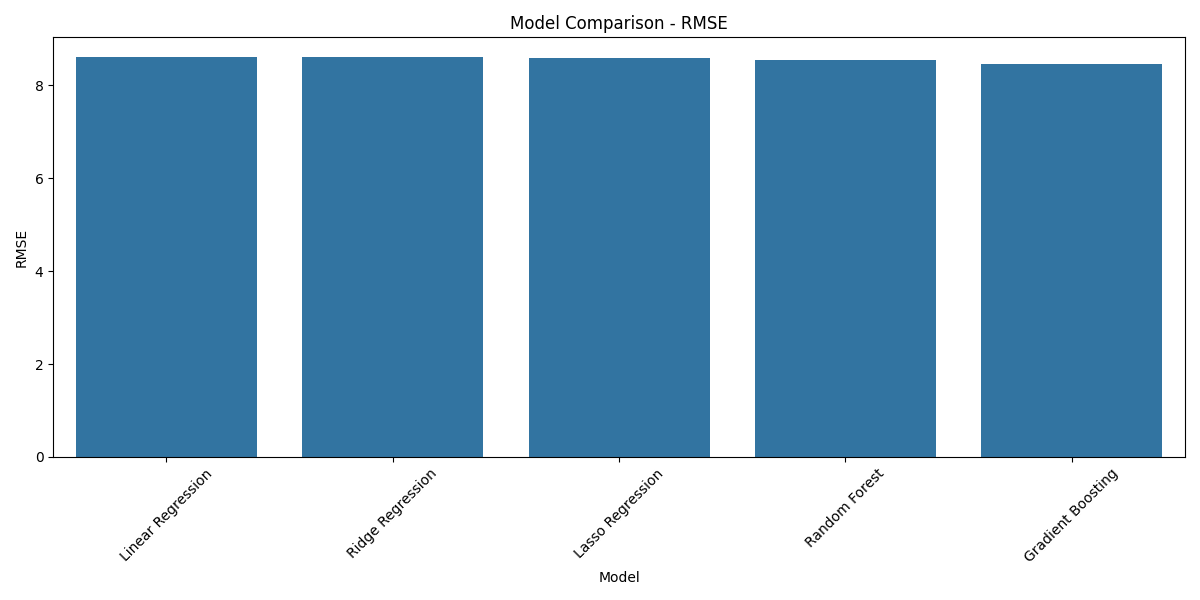 Model Comparison - RMSE
RMSE
8
6
4
2
0
Linear Regression
Ridge Regression
Lasso Regression
Random Forest
Gradient Boosting
Model